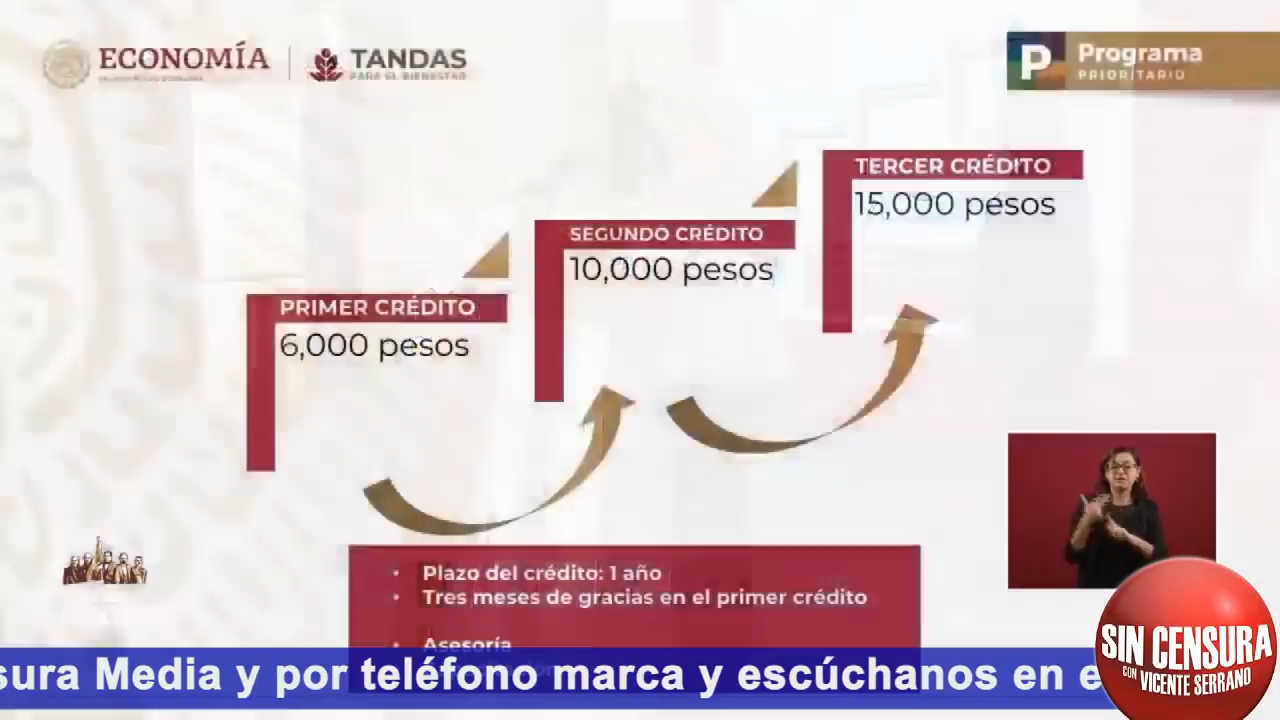 ECONOMÍA
TANDAS
PARA EL BIENESTAR
P
Programa
PRIORITARIO
TERCER CRÉDITO
15,000 pesos
SEGUNDO CRÉDITO
10,000 pesos
PRIMER CRÉDITO
6,000 pesos
• Plazo del crédito: 1 año
• Tres meses de gracias en el primer crédito
• Asesoría
sura Media y por teléfono marca y escúchanos en e
SIN CENSURA
CON VICENTE SERRANO